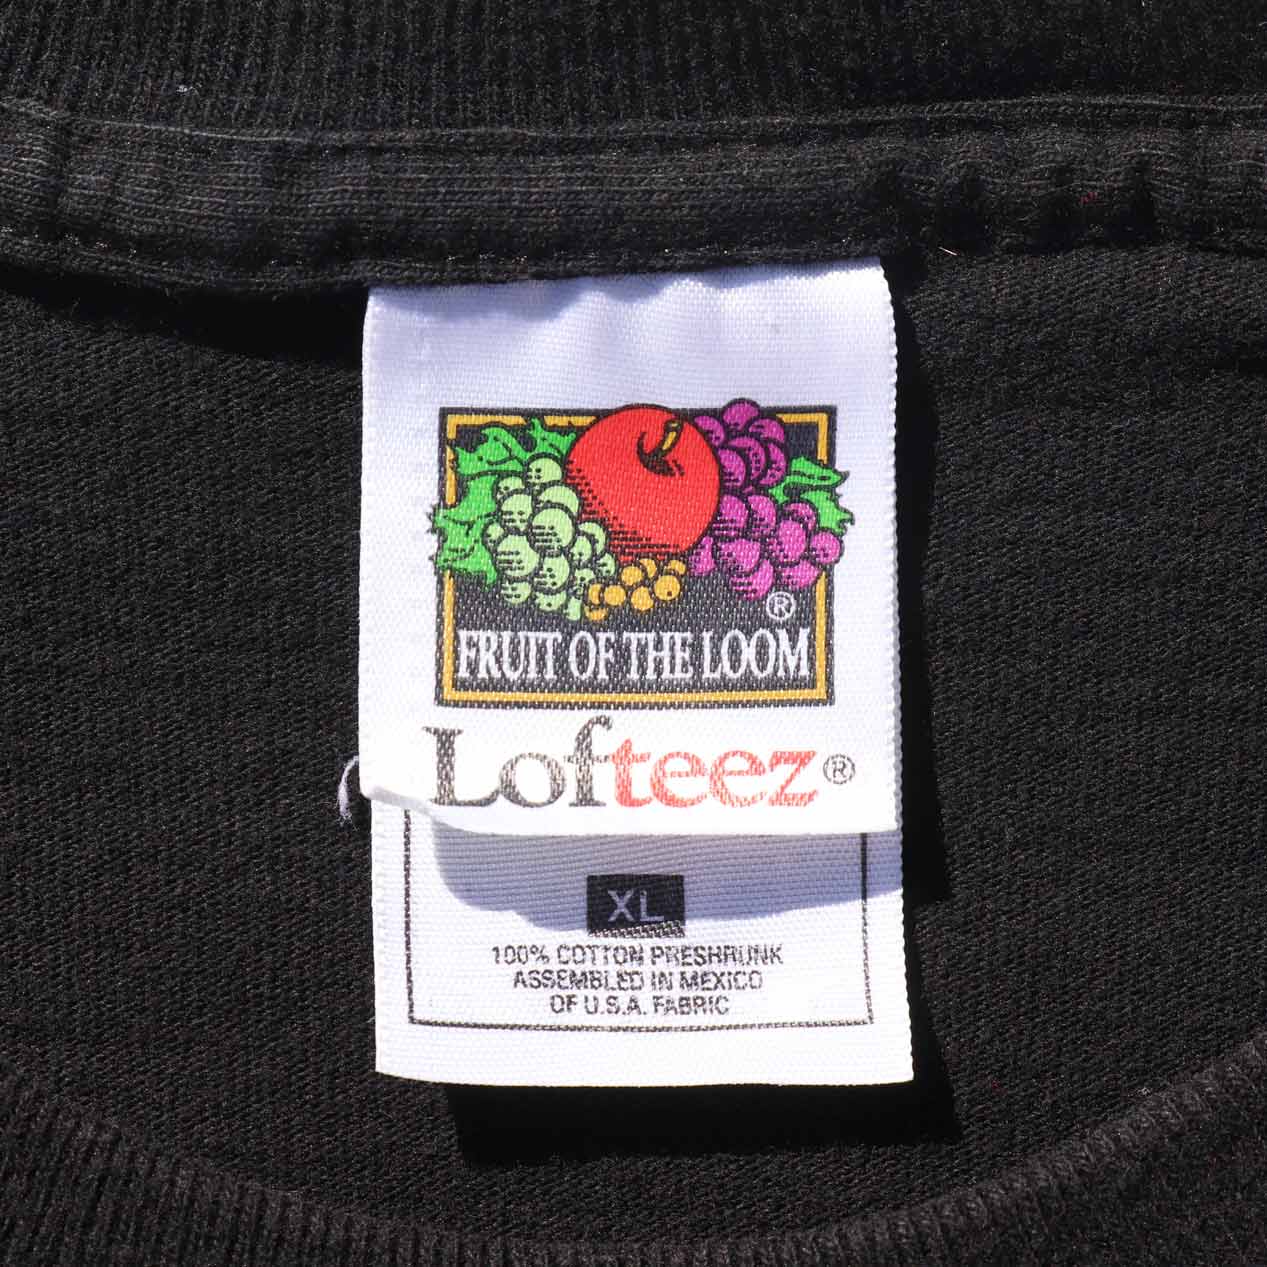 ®
FRUIT OF THE LOOM
Lofteez®
XL
100% COTTON PRESHRUNK
ASSEMBLED IN MEXICO
OF U.S.A. FABRIC